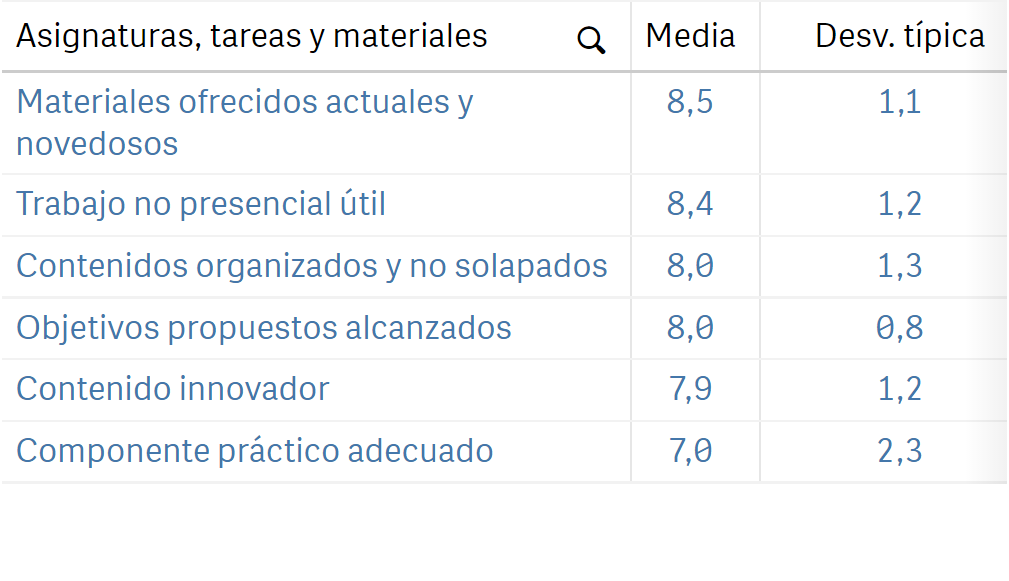 Asignaturas, tareas y materiales Media Desv. típica
Materiales ofrecidos actuales y 8,5 1,1
novedosos
Trabajo no presencial útil 8,4 1,2
Contenidos organizados y no solapados 8,0 1,3
Objetivos propuestos alcanzados 8,0 0,8
Contenido innovador 7,9 1,2
Componente práctico adecuado 7,0 2,3